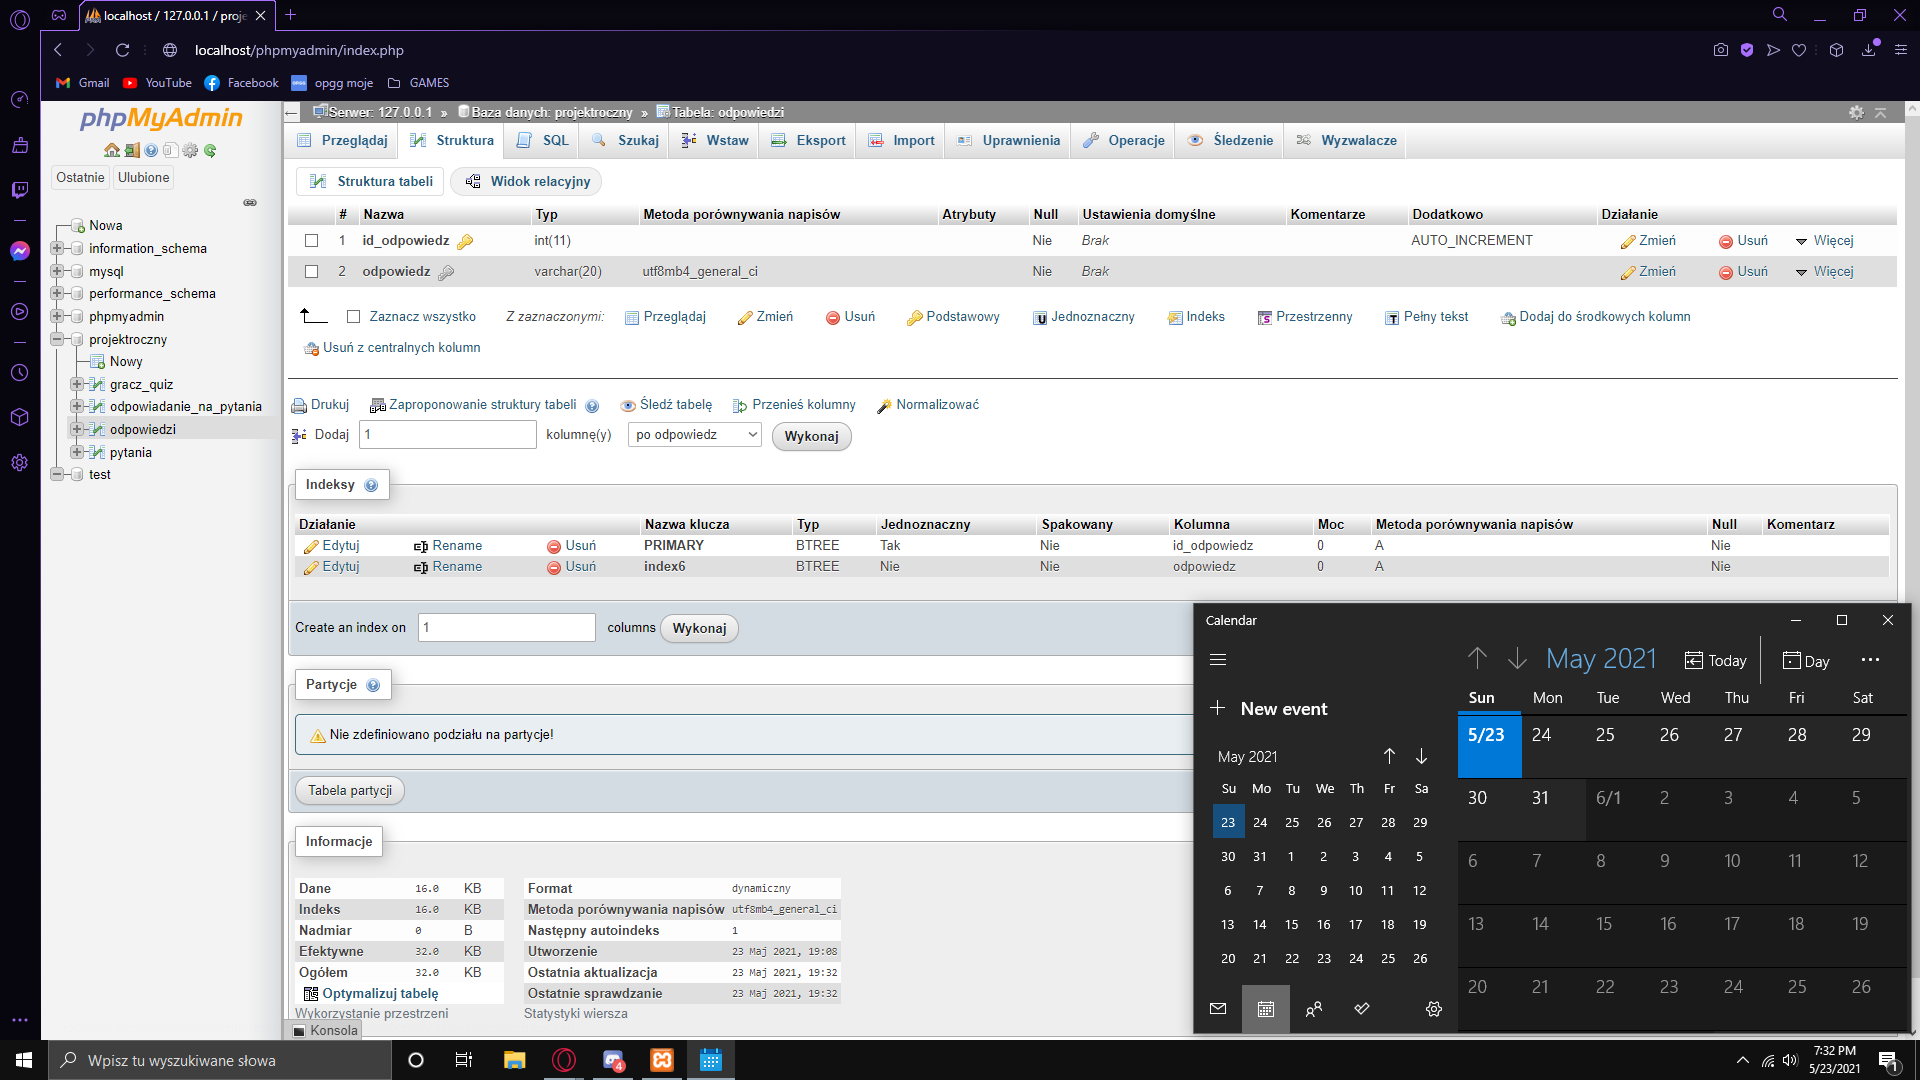 localhost / 127.0.0.1 / proje
localhost/phpmyadmin/index.php
Gmail YouTube Facebook opgg moje GAMES
phpMyAdmin
Ostatnie Ulubione
Nowa
information_schema
mysql
performance_schema
phpmyadmin
projektroczny
Nowy
gracz_quiz
odpowiadanie_na_pytania
odpowiedzi
pytania
test
Serwer: 127.0.0.1 » Baza danych: projektroczny » Tabela: odpowiedzi
Przeglądaj Struktura SQL Szukaj Wstaw Eksport Import Uprawnienia Operacje Śledzenie Wyzwalacze
Struktura tabeli Widok relacyjny
# Nazwa Typ Metoda porównywania napisów Atrybuty Null Ustawienia domyślne Komentarze Dodatkowo Działanie
1 id_odpowiedz int(11) Nie Brak AUTO_INCREMENT Zmień Usuń Więcej
2 odpowiedz varchar(20) utf8mb4_general_ci Nie Brak Zmień Usuń Więcej
Zaznacz wszystko Z zaznaczonymi: Przeglądaj Zmień Usuń Podstawowy Jednoznaczny Indeks Przestrzenny Pełny tekst Dodaj do środkowych kolumn
Usuń z centralnych kolumn
Drukuj Zaproponowanie struktury tabeli Śledź tabelę Przenieś kolumny Normalizować
Dodaj 1 kolumnę(y) po odpowiedz Wykonaj
Indeksy
Działanie Nazwa klucza Typ Jednoznaczny Spakowany Kolumna Moc Metoda porównywania napisów Null Komentarz
Edytuj Rename Usuń PRIMARY BTREE Tak Nie id_odpowiedz 0 A Nie
Edytuj Rename Usuń index6 BTREE Nie Nie odpowiedz 0 A Nie
Create an index on 1 columns Wykonaj
Partycje
Nie zdefiniowano podziału na partycje!
Tabela partycji
Informacje
Dane 16.0 KB
Indeks 16.0 KB
Nadmiar 0 B
Efektywne 32.0 KB
Ogółem 32.0 KB
Optymalizuj tabelę
Wykorzystanie przestrzeni
Format dynamiczny
Metoda porównywania napisów utf8mb4_general_ci
Następny autoindeks 1
Utworzenie 23 Maj 2021, 19:08
Ostatnia aktualizacja 23 Maj 2021, 19:32
Ostatnie sprawdzanie 23 Maj 2021, 19:32
Statystyki wiersza
Konsola
Calendar
New event
May 2021
Su Mo Tu We Th Fr Sa
23 24 25 26 27 28 29
30 31 1 2 3 4 5
6 7 8 9 10 11 12
13 14 15 16 17 18 19
20 21 22 23 24 25 26
May 2021 Today Day
Sun Mon Tue Wed Thu Fri Sat
5/23 24 25 26 27 28 29
30 31 6/1 2 3 4 5
6 7 8 9 10 11 12
13 14 15 16 17 18 19
20 21 22 23 24 25 26
Wpisz tu wyszukiwane słowa
4
7:32 PM
5/23/2021
1